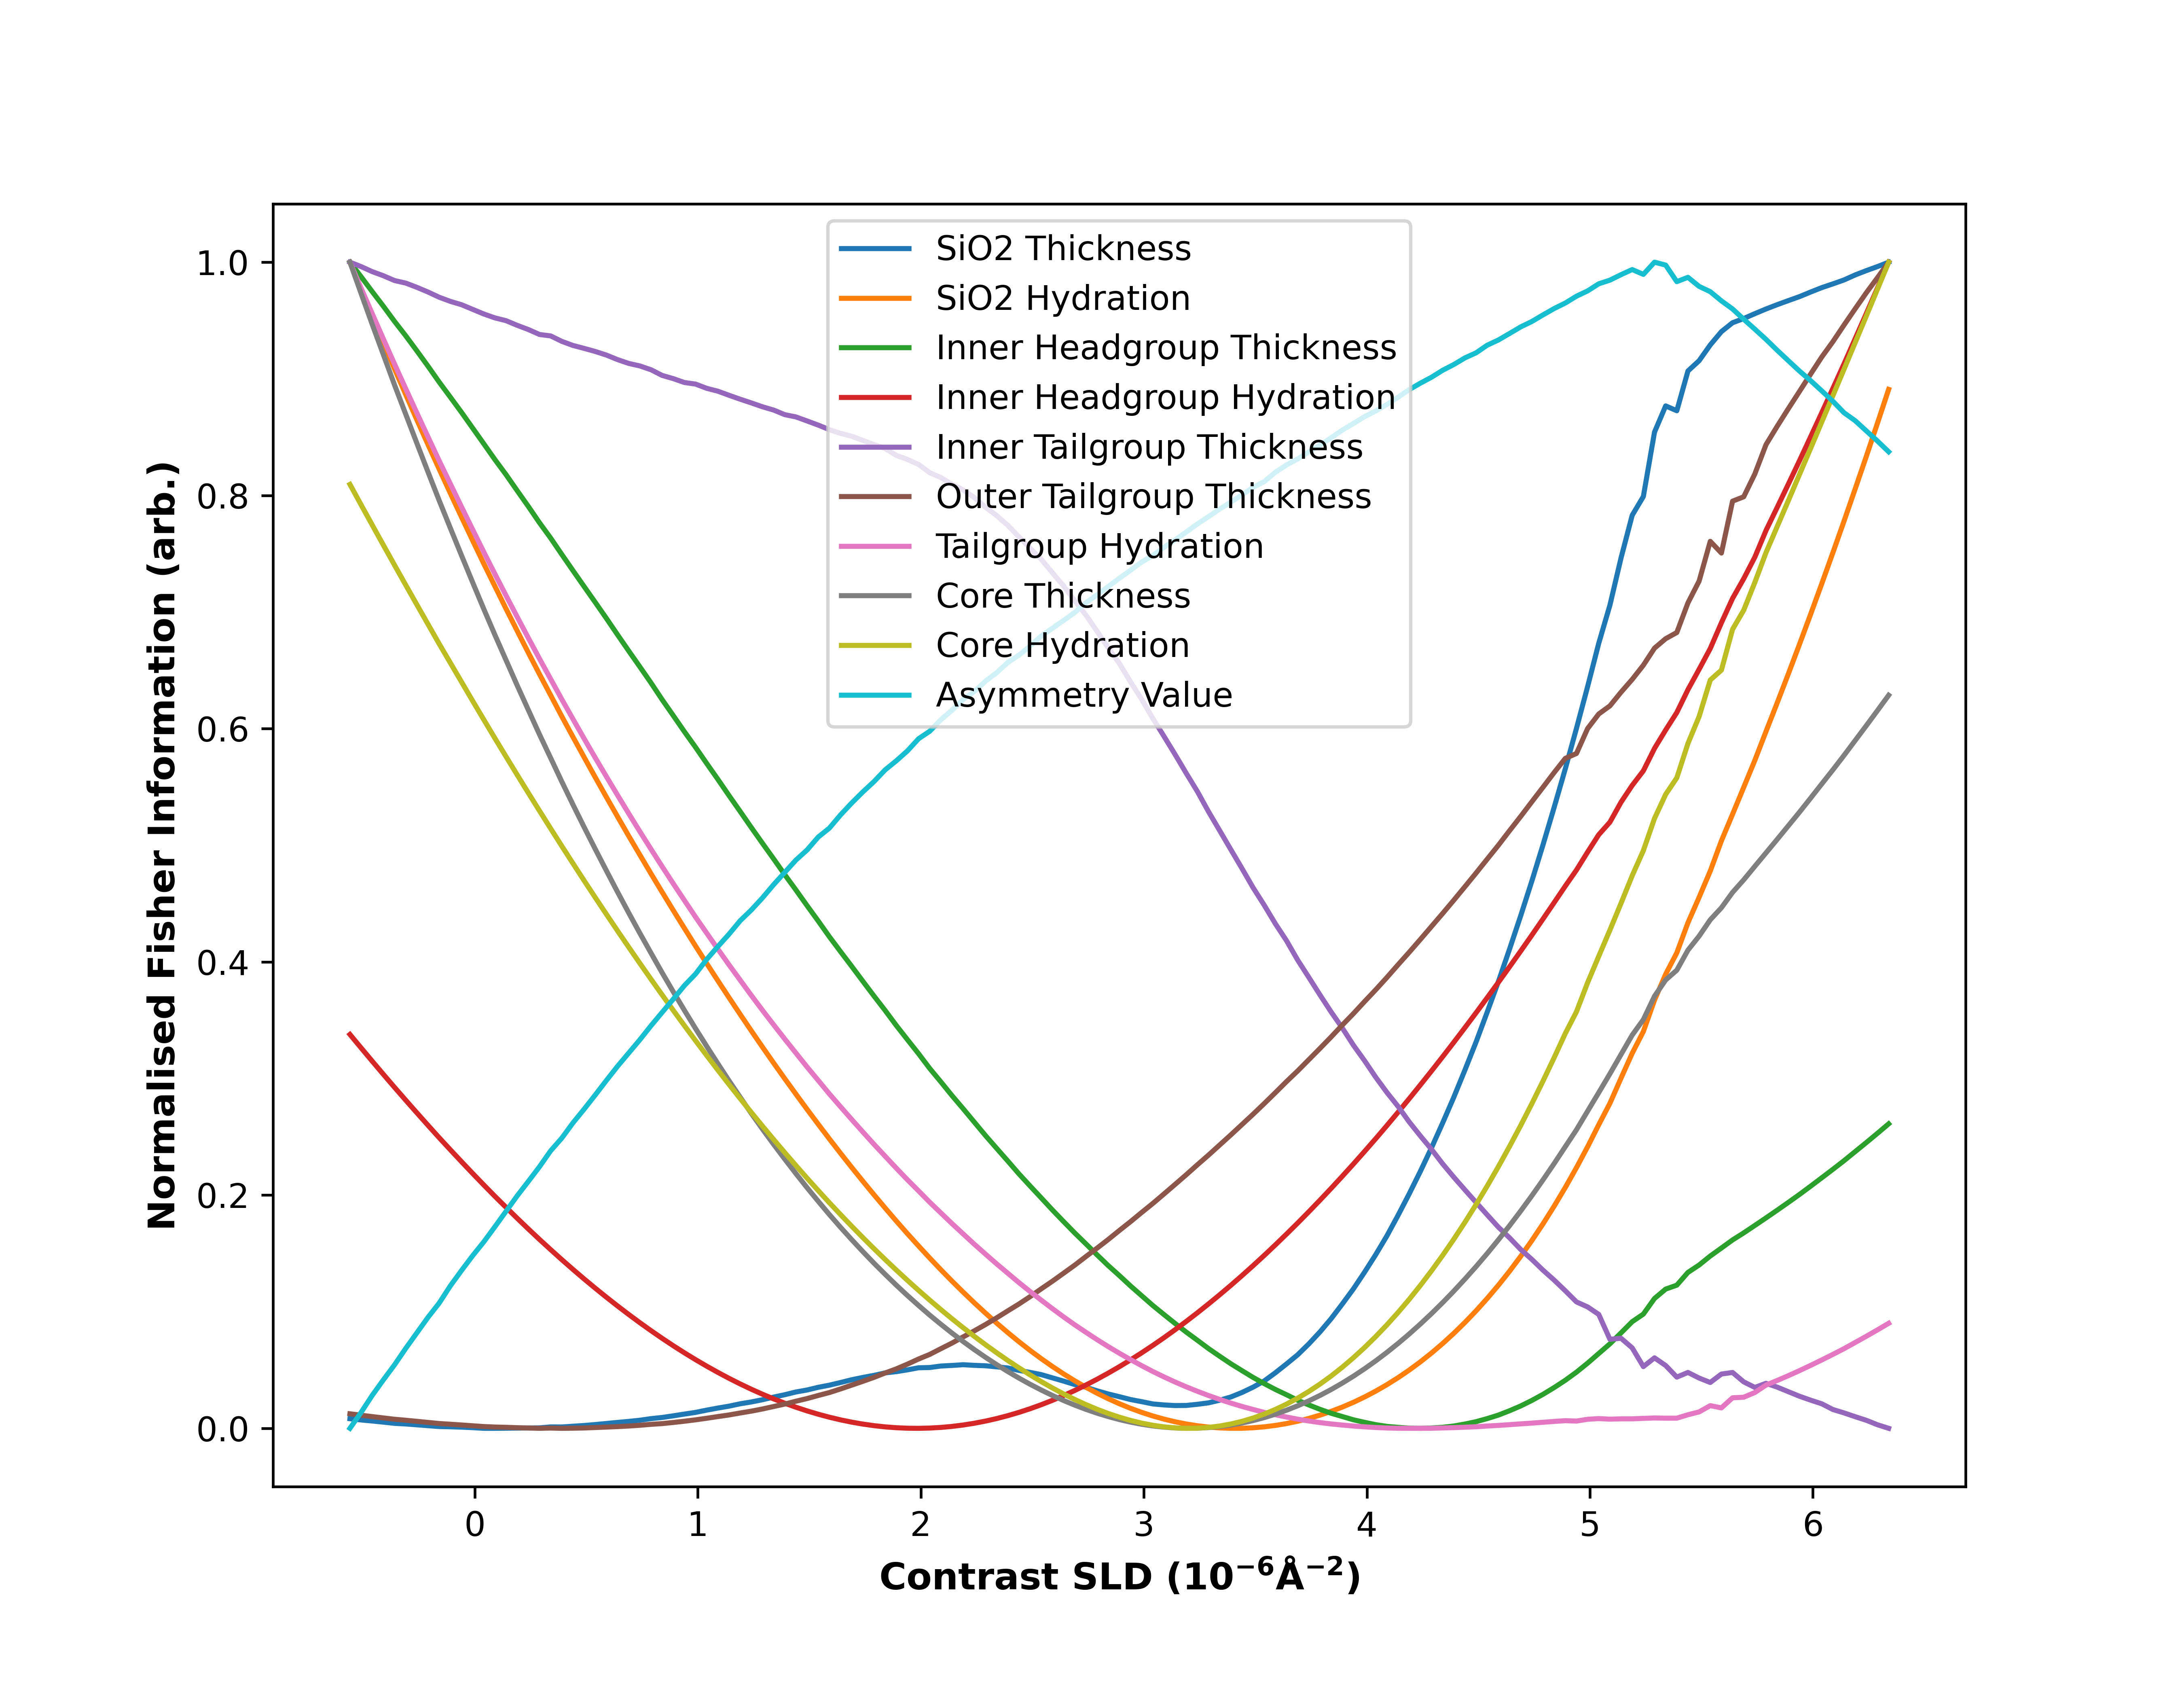 SiO2 Thickness
SiO2 Hydration
Inner Headgroup Thickness
Inner Headgroup Hydration
Inner Tailgroup Thickness
Outer Tailgroup Thickness
Tailgroup Hydration
Core Thickness
Core Hydration
Asymmetry Value
Normalised Fisher Information (arb.)
1.0
0.8
0.6
0.4
0.2
0.0
0 1 2 3 4 5 6
Contrast SLD (10⁻⁶Å⁻²)